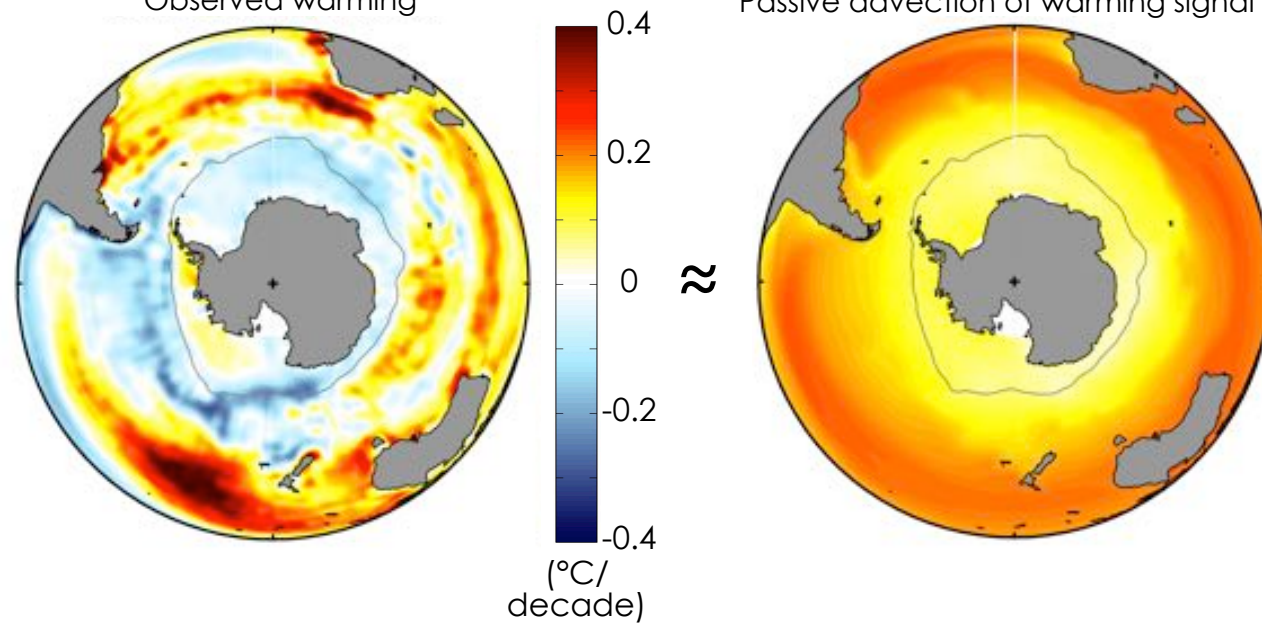 Observed warming
Passive advection of warming signal
0.4
0.2
0
≈
-0.2
-0.4
(°C/
decade)